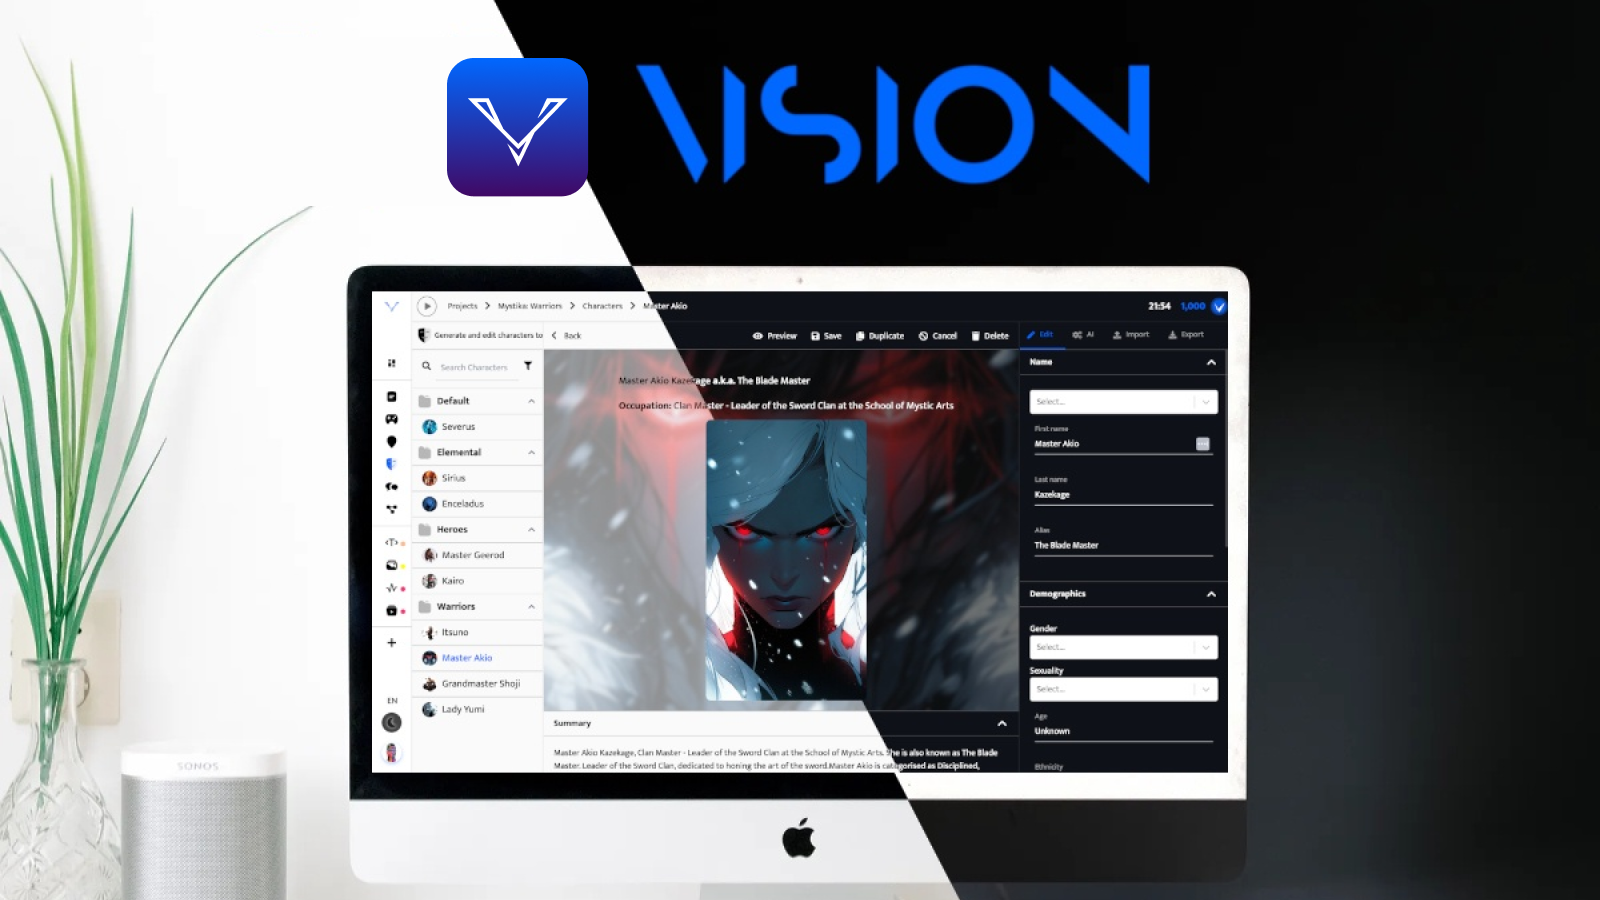 VISION
Projects > Mystika: Warriors > Characters > Master Akio
21:54 1,000
Generate and edit characters to < Back
Preview Save Duplicate Cancel Delete
Edit AI Import Export
Search Characters
Default
Severus
Elemental
Sirius
Enceladus
Heroes
Master Geerod
Kairo
Warriors
Itsuno
Master Akio
Grandmaster Shoji
Lady Yumi
EN
Master Akio Kazekage a.k.a. The Blade Master
Occupation: Clan Master - Leader of the Sword Clan at the School of Mystic Arts
Summary
Master Akio Kazekage, Clan Master - Leader of the Sword Clan at the School of Mystic Arts. She is also known as The Blade
Master. Leader of the Sword Clan, dedicated to honing the art of the sword.Master Akio is categorised as Disciplined,
Name
Select...
First name
Master Akio
Last name
Kazekage
Alias
The Blade Master
Demographics
Gender
Select...
Sexuality
Select...
Age
Unknown
Ethnicity
SONOS